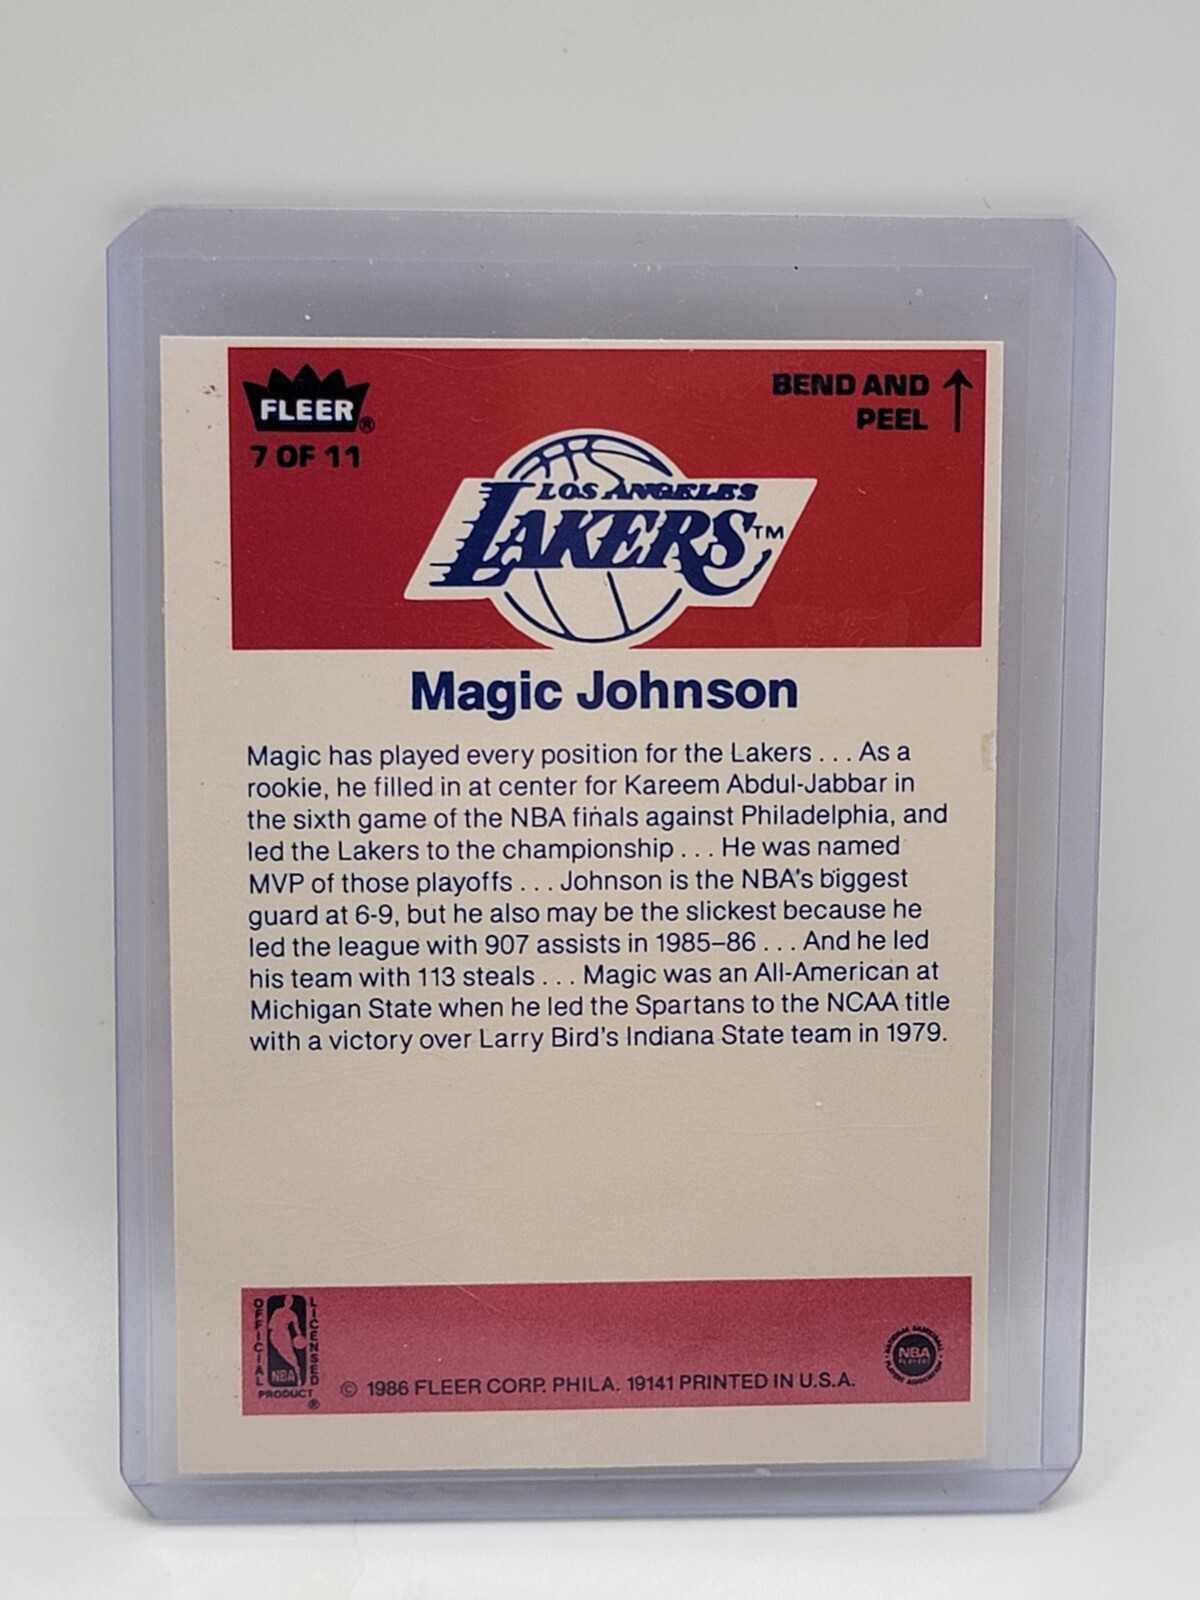 FLEER®
7 OF 11
BEND AND
PEEL
LOS ANGELES
LAKERS™
Magic Johnson
Magic has played every position for the Lakers . . . As a
rookie, he filled in at center for Kareem Abdul-Jabbar in
the sixth game of the NBA finals against Philadelphia, and
led the Lakers to the championship . . . He was named
MVP of those playoffs . . . Johnson is the NBA's biggest
guard at 6-9, but he also may be the slickest because he
led the league with 907 assists in 1985–86 . . . And he led
his team with 113 steals . . . Magic was an All-American at
Michigan State when he led the Spartans to the NCAA title
with a victory over Larry Bird's Indiana State team in 1979.
OFFICIAL
NBA
LICENSED
PRODUCT®
© 1986 FLEER CORP. PHILA. 19141 PRINTED IN U.S.A.
NATIONAL BASKETBALL
NBA
PLAYERS
PLAYERS ASSOCIATION